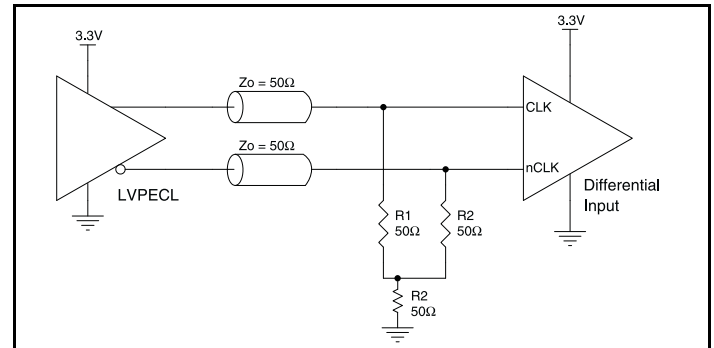 3.3V
3.3V
Zo = 50Ω
CLK
Zo = 50Ω
nCLK
LVPECL
Differential
Input
R1
50Ω
R2
50Ω
R2
50Ω